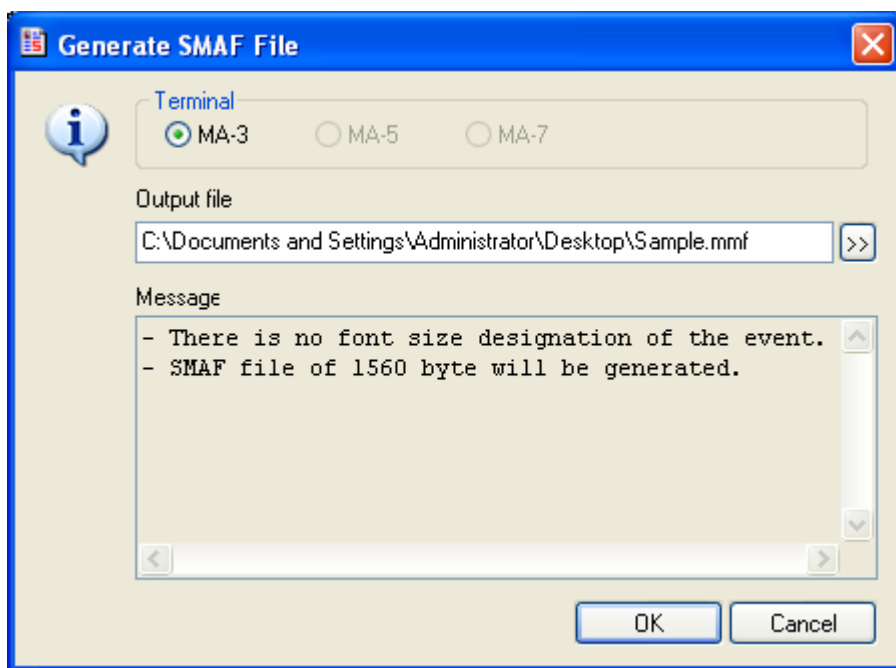 Generate SMAF File
Terminal
MA-3 MA-5 MA-7
Output file
C:\Documents and Settings\Administrator\Desktop\Sample.mmf >>
Message
- There is no font size designation of the event.
- SMAF file of 1560 byte will be generated.
OK Cancel